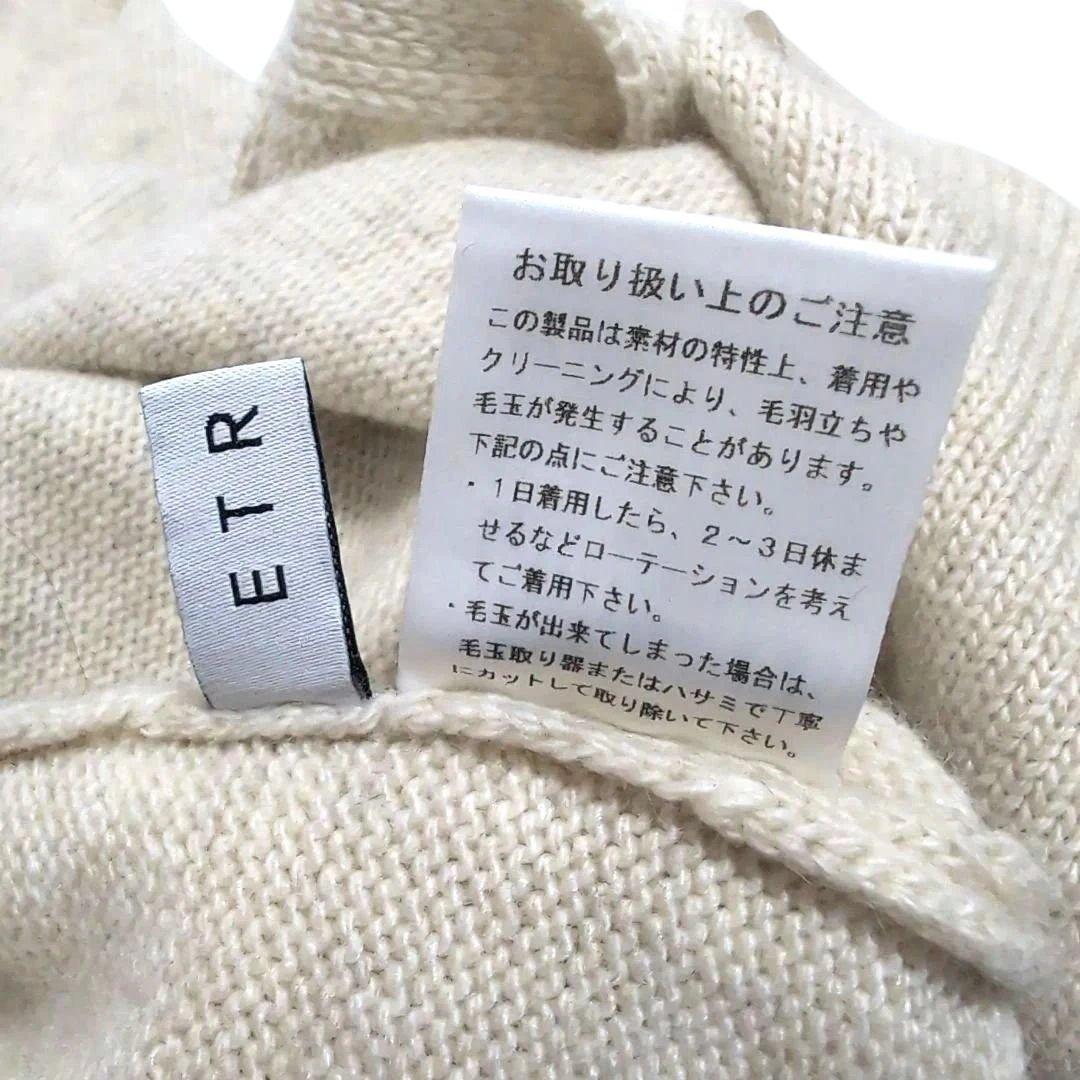 ETR
お取り扱い上のご注意
この製品は素材の特性上、着用や
クリーニングにより、毛羽立ちや
毛玉が発生することがあります。
下記の点にご注意下さい。
・1日着用したら、2～3日休ま
せるなどローテーションを考え
てご着用下さい。
・毛玉が出来てしまった場合は、
毛玉取り器またはハサミで丁寧
にカットして取り除いて下さい。